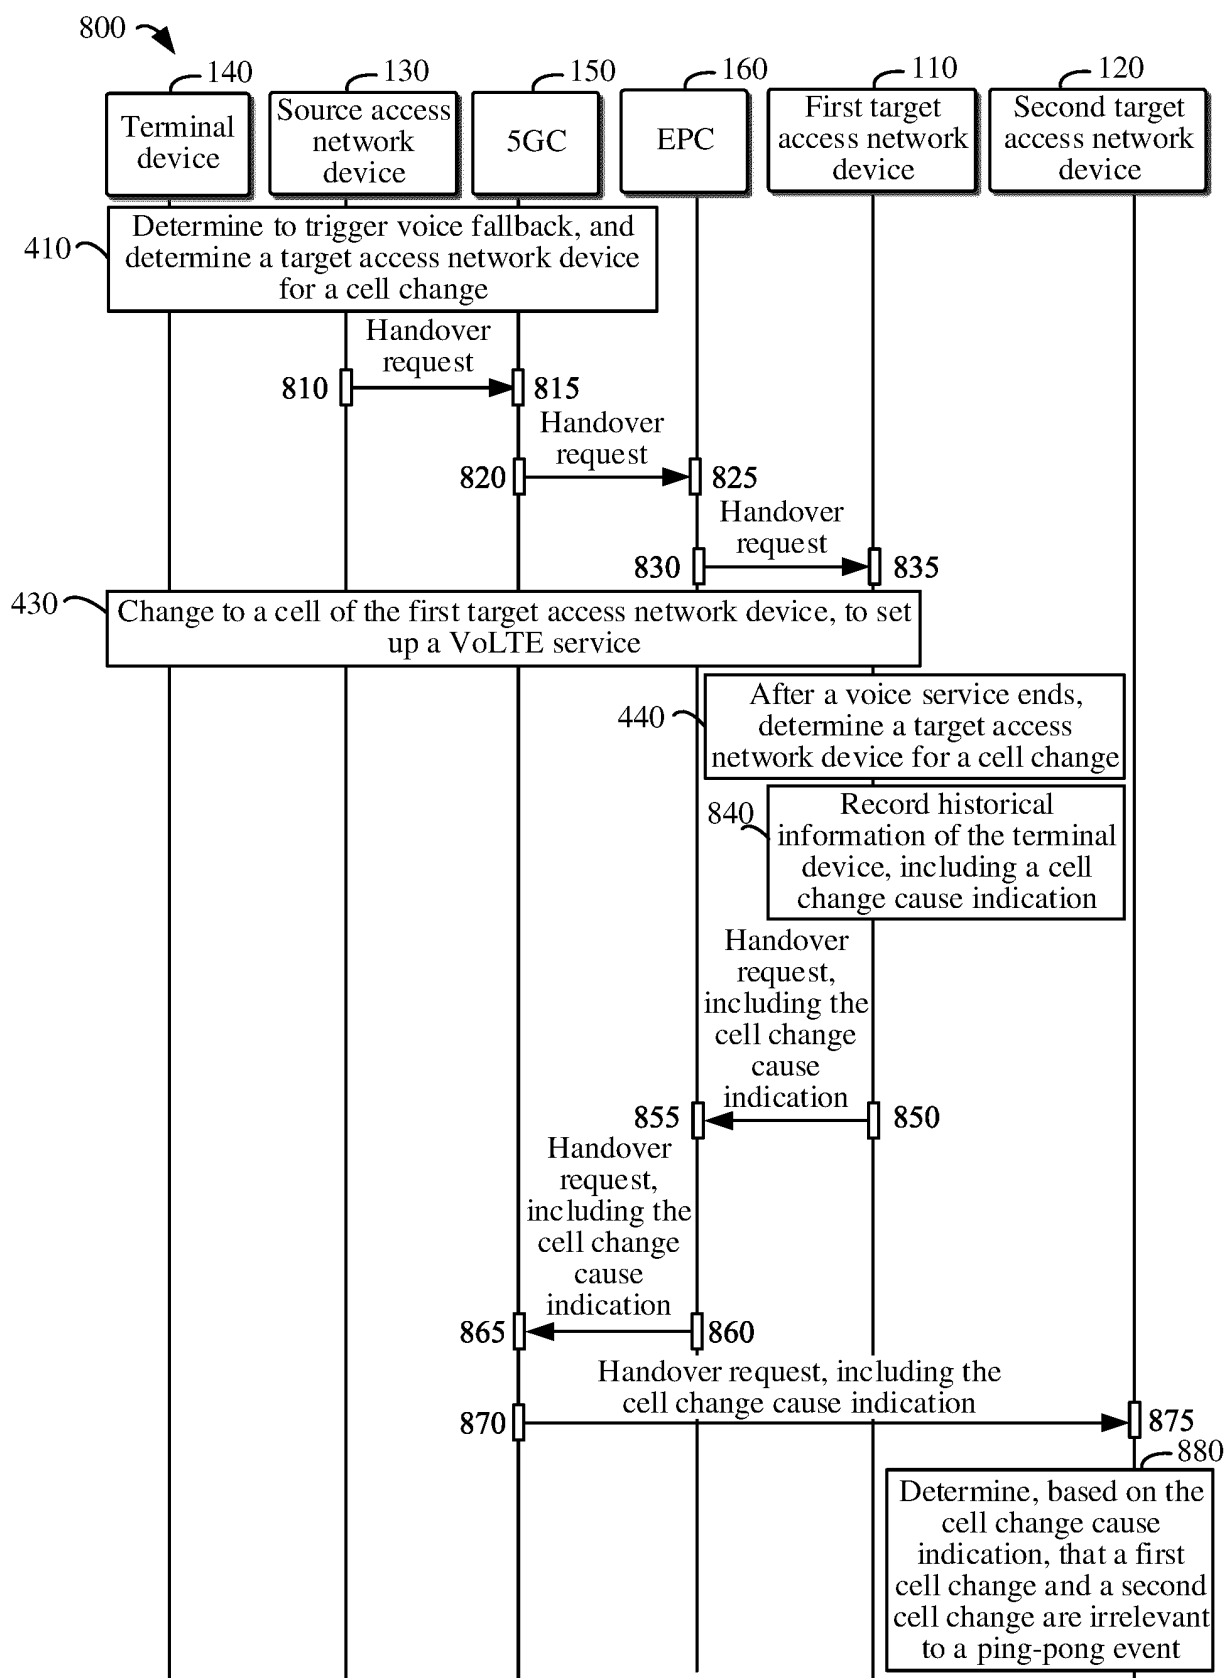 800
140
130
150
160
110
120
Terminal
device
Source access
network
device
5GC
EPC
First target
access network
device
Second target
access network
device
410
Determine to trigger voice fallback, and
determine a target access network device
for a cell change
Handover
request
810
815
Handover
request
820
825
Handover
request
830
835
430
Change to a cell of the first target access network device, to set
up a VoLTE service
440
After a voice service ends,
determine a target access
network device for a cell change
840
Record historical
information of the terminal
device, including a cell
change cause indication
Handover
request,
including the
cell change
cause
indication
855
850
Handover
request,
including the
cell change
cause
indication
865
860
Handover request, including the
cell change cause indication
870
875
880
Determine, based on the
cell change cause
indication, that a first
cell change and a second
cell change are irrelevant
to a ping-pong event